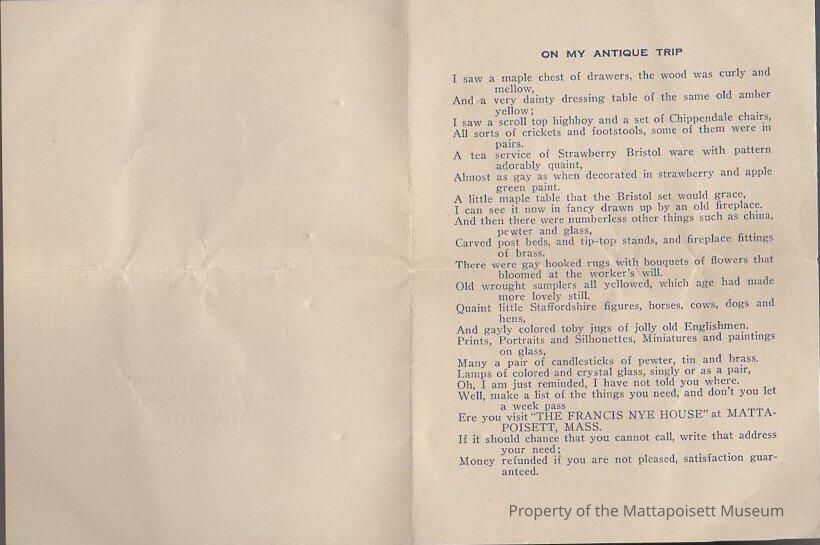 ON MY ANTIQUE TRIP
I saw a maple chest of drawers, the wood was curly and
mellow,
And a very dainty dressing table of the same old amber
yellow;
I saw a scroll top highboy and a set of Chippendale chairs,
All sorts of crickets and footstools, some of them were in
pairs.
A tea service of Strawberry Bristol ware with pattern
adorably quaint,
Almost as gay as when decorated in strawberry and apple
green paint.
A little maple table that the Bristol set would grace,
I can see it now in fancy drawn up by an old fireplace.
And then there were numberless other things such as china,
pewter and glass,
Carved post beds, and tip-top stands, and fireplace fittings
of brass.
There were gay hooked rugs with bouquets of flowers that
bloomed at the worker's will.
Old wrought samplers all yellowed, which age had made
more lovely still.
Quaint little Staffordshire figures, horses, cows, dogs and
hens,
And gayly colored toby jugs of jolly old Englishmen.
Prints, Portraits and Silhouettes, Miniatures and paintings
on glass,
Many a pair of candlesticks of pewter, tin and brass.
Lamps of colored and crystal glass, singly or as a pair,
Oh, I am just reminded, I have not told you where.
Well, make a list of the things you need, and don't you let
a week pass
Ere you visit "THE FRANCIS NYE HOUSE" at MATTA-
POISETT, MASS.
If it should chance that you cannot call, write that address
your need;
Money refunded if you are not pleased, satisfaction guar-
anteed.
Property of the Mattapoisett Museum